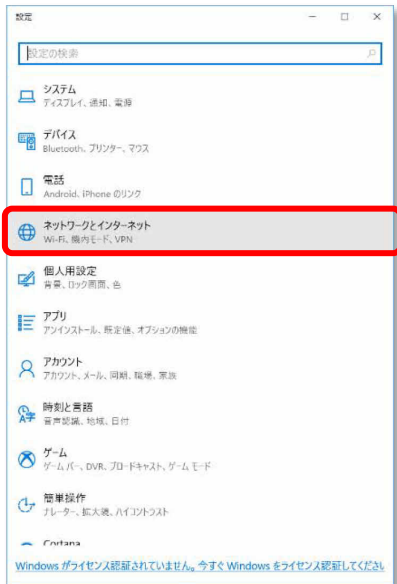 設定
設定の検索
システム
ディスプレイ、通知、電源
デバイス
Bluetooth、プリンター、マウス
電話
Android、iPhone のリンク
ネットワークとインターネット
Wi-Fi、機内モード、VPN
個人用設定
背景、ロック画面、色
アプリ
アンインストール、既定値、オプションの機能
アカウント
アカウント、メール、同期、職場、家族
時刻と言語
音声認識、地域、日付
ゲーム
ゲーム バー、DVR、ブロードキャスト、ゲーム モード
簡単操作
ナレーター、拡大鏡、ハイコントラスト
Cortana
Windows がライセンス認証されていません。今すぐ Windows をライセンス認証してくださ